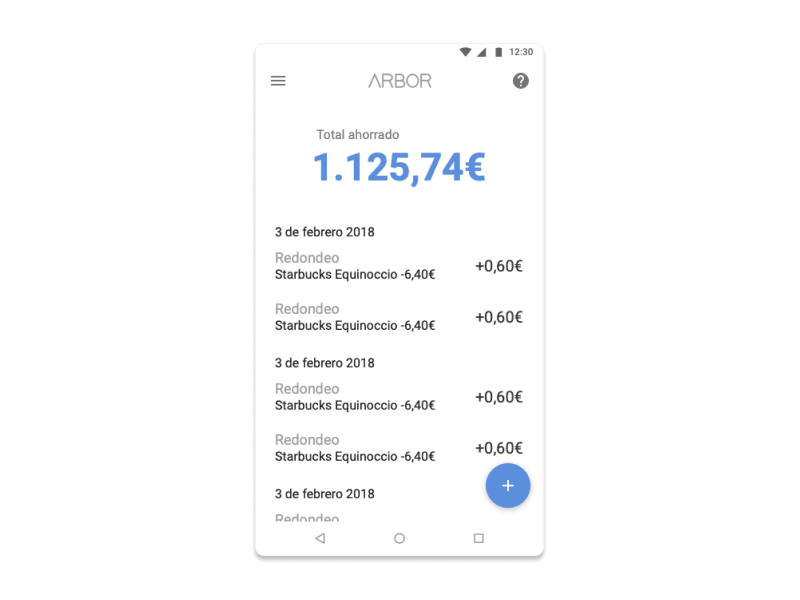 12:30
ARBOR
Total ahorrado
1.125,74€
3 de febrero 2018
Redondeo
Starbucks Equinoccio -6,40€
+0,60€
Redondeo
Starbucks Equinoccio -6,40€
+0,60€
3 de febrero 2018
Redondeo
Starbucks Equinoccio -6,40€
+0,60€
Redondeo
Starbucks Equinoccio -6,40€
+0,60€
3 de febrero 2018
Redondeo